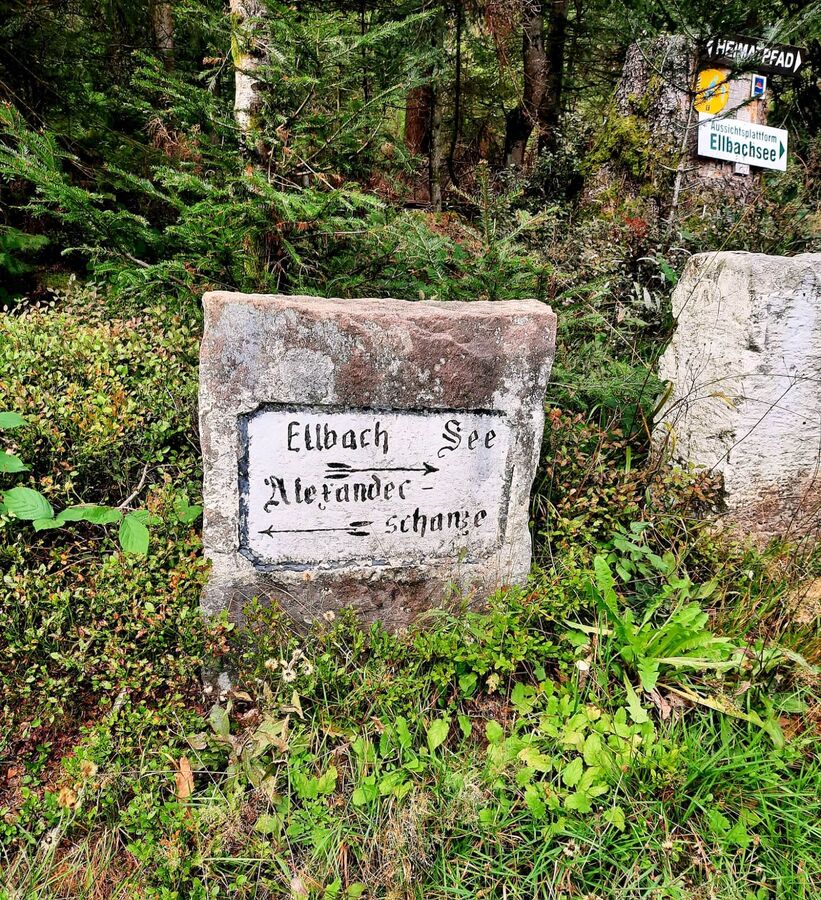 HEIMATPFAD
Aussichtsplattform
Ellbachsee
Ellbach See
Alexander-
schanze